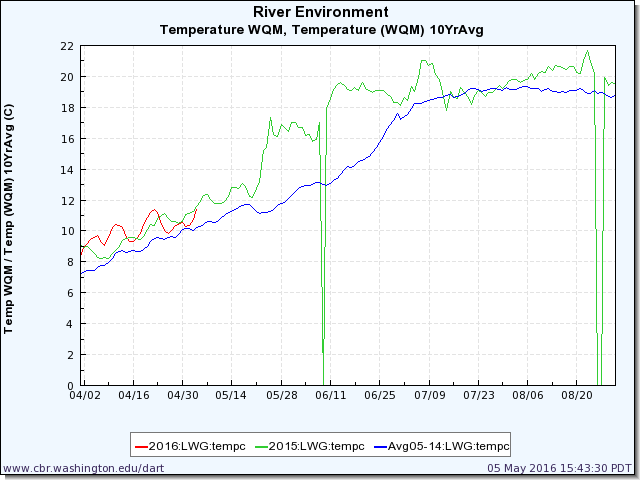 River Environment
Temperature WQM, Temperature (WQM) 10YrAvg
Temp WQM / Temp (WQM) 10YrAvg (C)
22
20
18
16
14
12
10
8
6
4
2
0
04/02 04/16 04/30 05/14 05/28 06/11 06/25 07/09 07/23 08/06 08/20
2016:LWG:tempc 2015:LWG:tempc Avg05-14:LWG:tempc
www.cbr.washington.edu/dart 05 May 2016 15:43:30 PDT